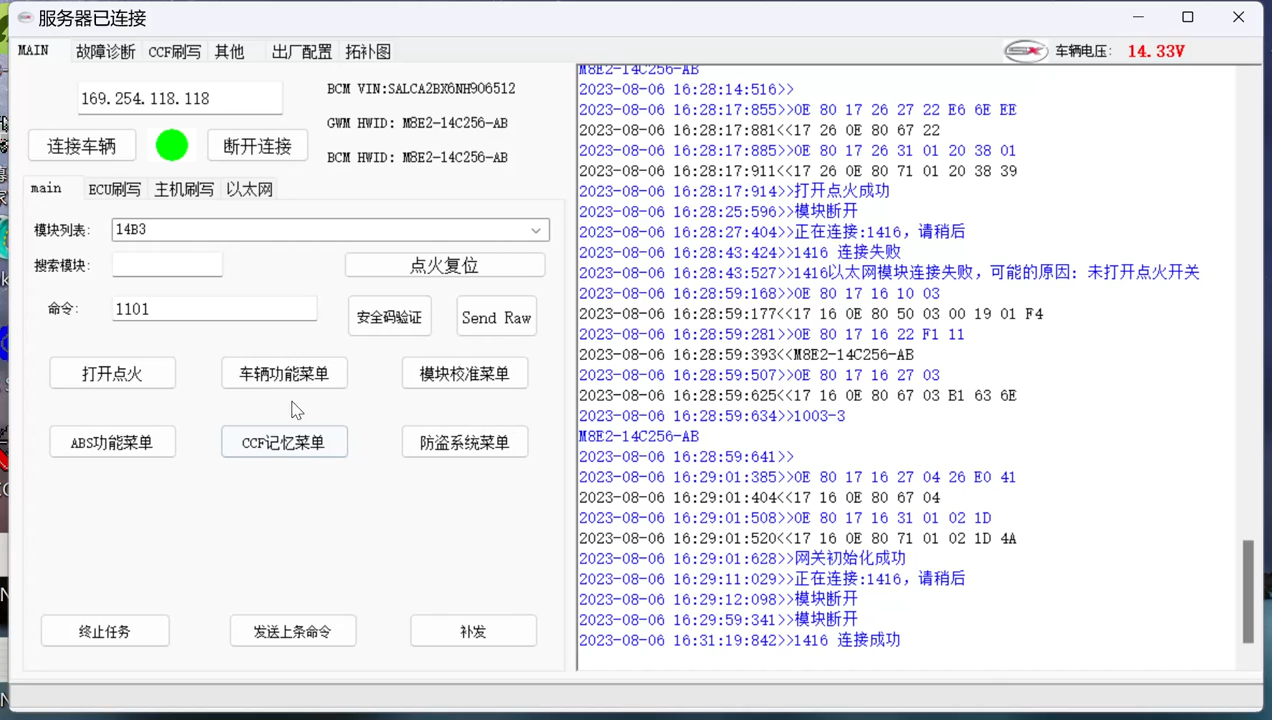 服务器已连接
MAIN 故障诊断 CCF刷写 其他 出厂配置 拓补图
车辆电压: 14.33V
169.254.118.118
BCM VIN:SALCA2BX6NH906512
GWM HWID: M8E2-14C256-AB
连接车辆 断开连接
BCM HWID: M8E2-14C256-AB
main ECU刷写 主机刷写 以太网
模块列表: 14B3
搜索模块: 点火复位
命令: 1101 安全码验证 Send Raw
打开点火 车辆功能菜单 模块校准菜单
ABS功能菜单 CCF记忆菜单 防盗系统菜单
终止任务 发送上条命令 补发
M8E2-14C256-AB
2023-08-06 16:28:14:516>>
2023-08-06 16:28:17:855>>0E 80 17 26 27 22 E6 6E EE
2023-08-06 16:28:17:881<<17 26 0E 80 67 22
2023-08-06 16:28:17:885>>0E 80 17 26 31 01 20 38 01
2023-08-06 16:28:17:911<<17 26 0E 80 71 01 20 38 39
2023-08-06 16:28:17:914>>打开点火成功
2023-08-06 16:28:25:596>>模块断开
2023-08-06 16:28:27:404>>正在连接:1416，请稍后
2023-08-06 16:28:43:424>>1416 连接失败
2023-08-06 16:28:43:527>>1416以太网模块连接失败，可能的原因: 未打开点火开关
2023-08-06 16:28:59:168>>0E 80 17 16 10 03
2023-08-06 16:28:59:177<<17 16 0E 80 50 03 00 19 01 F4
2023-08-06 16:28:59:281>>0E 80 17 16 22 F1 11
2023-08-06 16:28:59:393<<M8E2-14C256-AB
2023-08-06 16:28:59:507>>0E 80 17 16 27 03
2023-08-06 16:28:59:625<<17 16 0E 80 67 03 B1 63 6E
2023-08-06 16:28:59:634>>1003-3
M8E2-14C256-AB
2023-08-06 16:28:59:641>>
2023-08-06 16:29:01:385>>0E 80 17 16 27 04 26 E0 41
2023-08-06 16:29:01:404<<17 16 0E 80 67 04
2023-08-06 16:29:01:508>>0E 80 17 16 31 01 02 1D
2023-08-06 16:29:01:520<<17 16 0E 80 71 01 02 1D 4A
2023-08-06 16:29:01:628>>网关初始化成功
2023-08-06 16:29:11:029>>正在连接:1416，请稍后
2023-08-06 16:29:12:098>>模块断开
2023-08-06 16:29:59:341>>模块断开
2023-08-06 16:31:19:842>>1416 连接成功